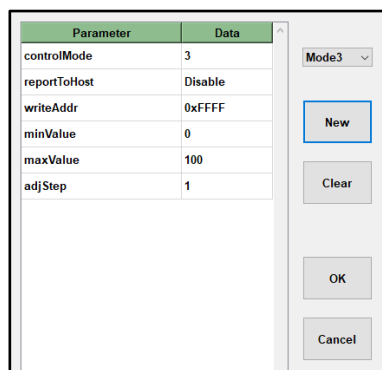 Parameter Data
controlMode 3
reportToHost Disable
writeAddr 0xFFFF
minValue 0
maxValue 100
adjStep 1
Mode3
New
Clear
OK
Cancel